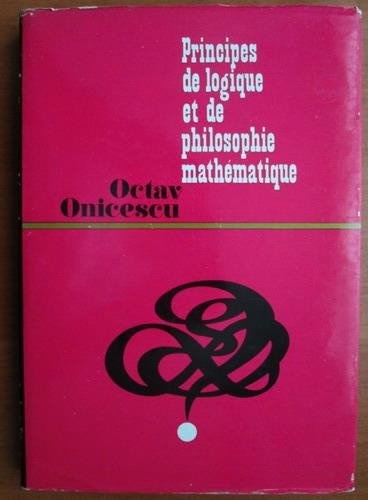 Principes
de logique
et de
philosophie
mathématique
Octav
Onicescu